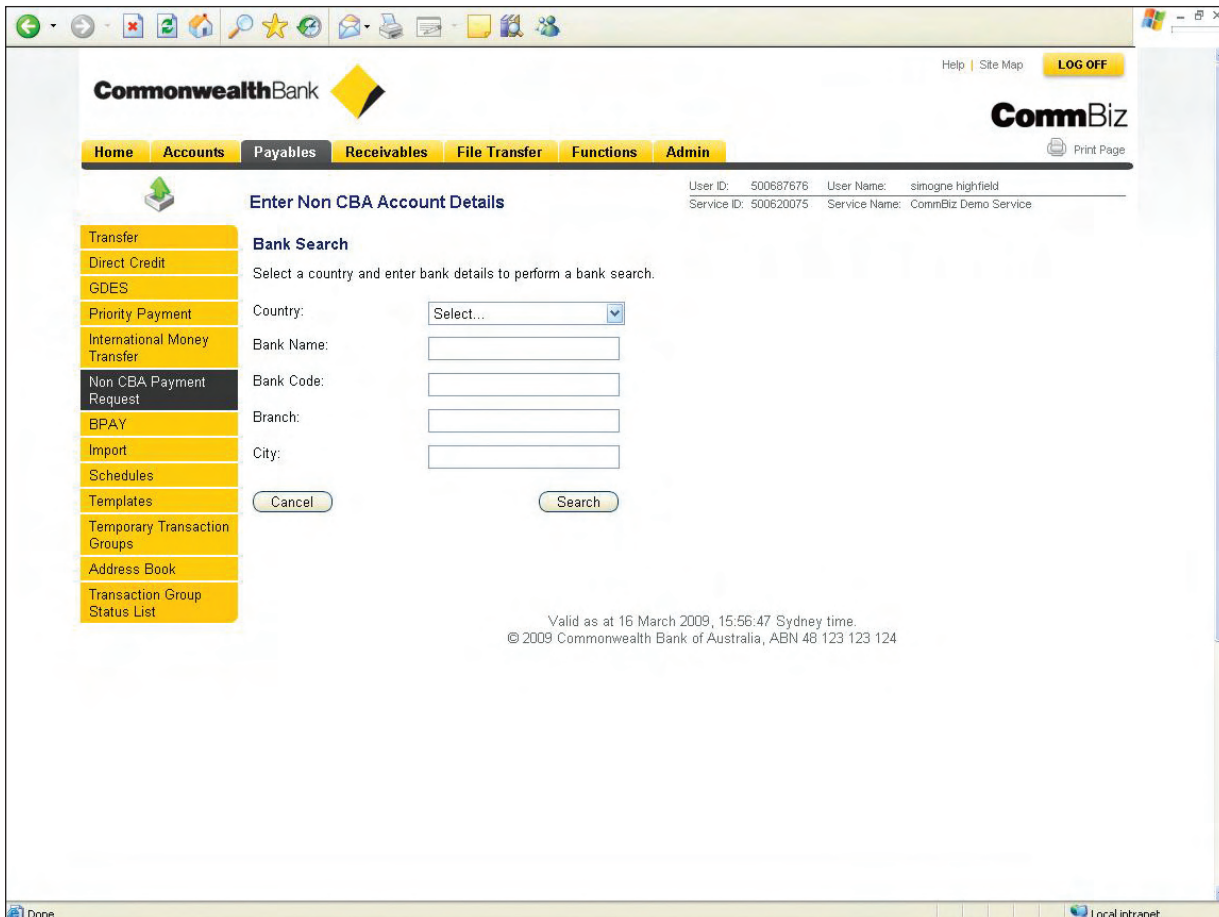 Help | Site Map LOG OFF
CommonwealthBank
CommBiz
Home Accounts Payables Receivables File Transfer Functions Admin
Print Page
User ID: 500687676 User Name: simogne highfield
Service ID: 500620075 Service Name: CommBiz Demo Service
Enter Non CBA Account Details
Transfer
Direct Credit
GDES
Priority Payment
International Money
Transfer
Non CBA Payment
Request
BPAY
Import
Schedules
Templates
Temporary Transaction
Groups
Address Book
Transaction Group
Status List
Bank Search
Select a country and enter bank details to perform a bank search.
Country: Select...
Bank Name:
Bank Code:
Branch:
City:
Cancel Search
Valid as at 16 March 2009, 15:56:47 Sydney time.
© 2009 Commonwealth Bank of Australia, ABN 48 123 123 124
Done Local intranet